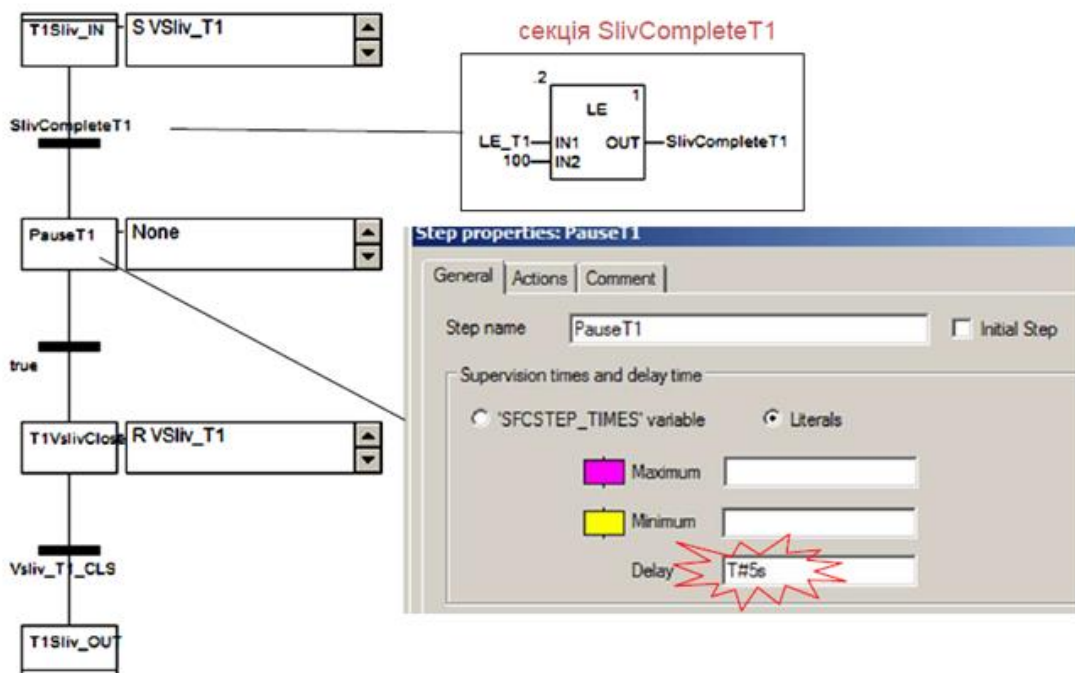 T1Sliv_IN
S VSliv_T1
SlivCompleteT1
PauseT1
None
true
T1VslivClose
R VSliv_T1
Vsliv_T1_CLS
T1Sliv_OUT
секція SlivCompleteT1
.2
1
LE
LE_T1 IN1 OUT SlivCompleteT1
100 IN2
Step properties: PauseT1
General Actions Comment
Step name PauseT1 Initial Step
Supervision times and delay time
'SFCSTEP_TIMES' variable Literals
Maximum
Minimum
Delay T#5s